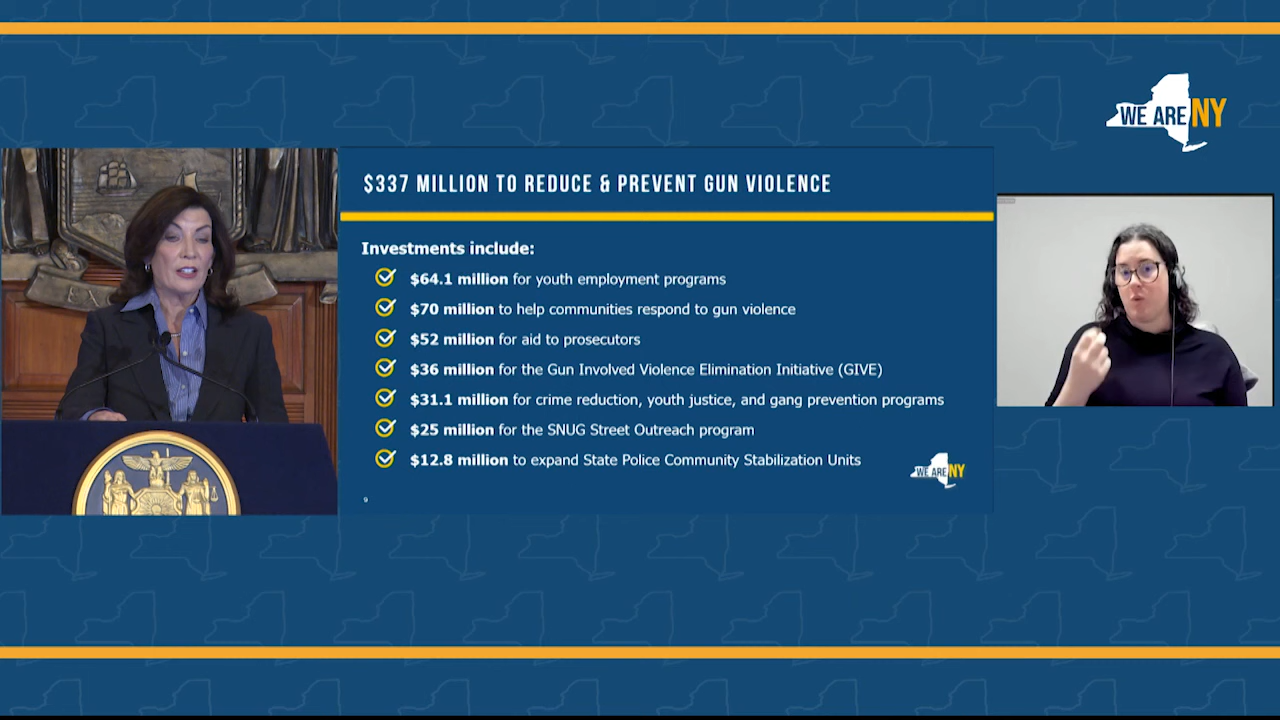 WE ARE NY
$337 MILLION TO REDUCE & PREVENT GUN VIOLENCE
Investments include:
$64.1 million for youth employment programs
$70 million to help communities respond to gun violence
$52 million for aid to prosecutors
$36 million for the Gun Involved Violence Elimination Initiative (GIVE)
$31.1 million for crime reduction, youth justice, and gang prevention programs
$25 million for the SNUG Street Outreach program
$12.8 million to expand State Police Community Stabilization Units
WE ARE NY
9